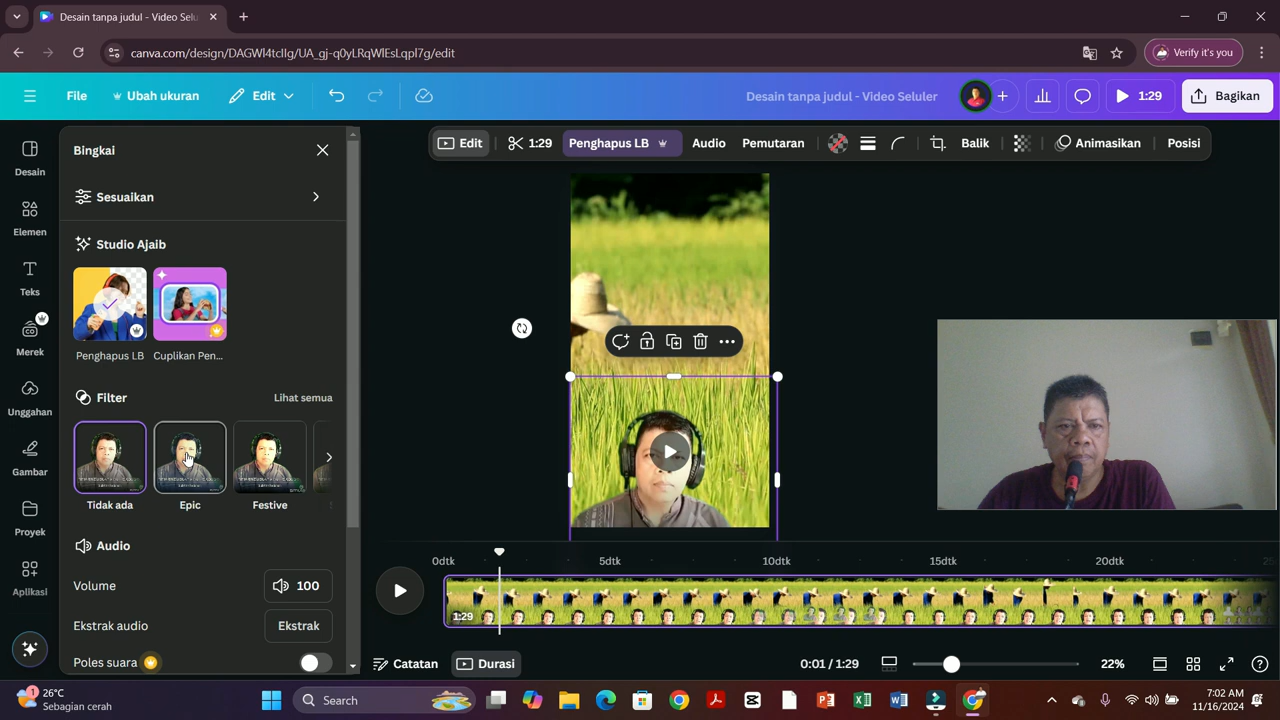 Desain tanpa judul - Video Selu
canva.com/design/DAGWl4tcIIg/UA_gj-q0yLRqWlEsLqpl7g/edit
Verify it's you
File
Ubah ukuran
Edit
Desain tanpa judul - Video Seluler
1:29
Bagikan
Desain
Elemen
Teks
Merek
Unggahan
Gambar
Proyek
Aplikasi
Bingkai
Sesuaikan
Studio Ajaib
Penghapus LB
Cuplikan Pen...
Filter
Lihat semua
Tidak ada
Epic
Festive
Audio
Volume
100
Ekstrak audio
Ekstrak
Poles suara
Edit
1:29
Penghapus LB
Audio
Pemutaran
Balik
Animasikan
Posisi
0dtk
5dtk
10dtk
15dtk
20dtk
1:29
Catatan
Durasi
0:01 / 1:29
22%
1
26°C
Sebagian cerah
Search
7:02 AM
11/16/2024